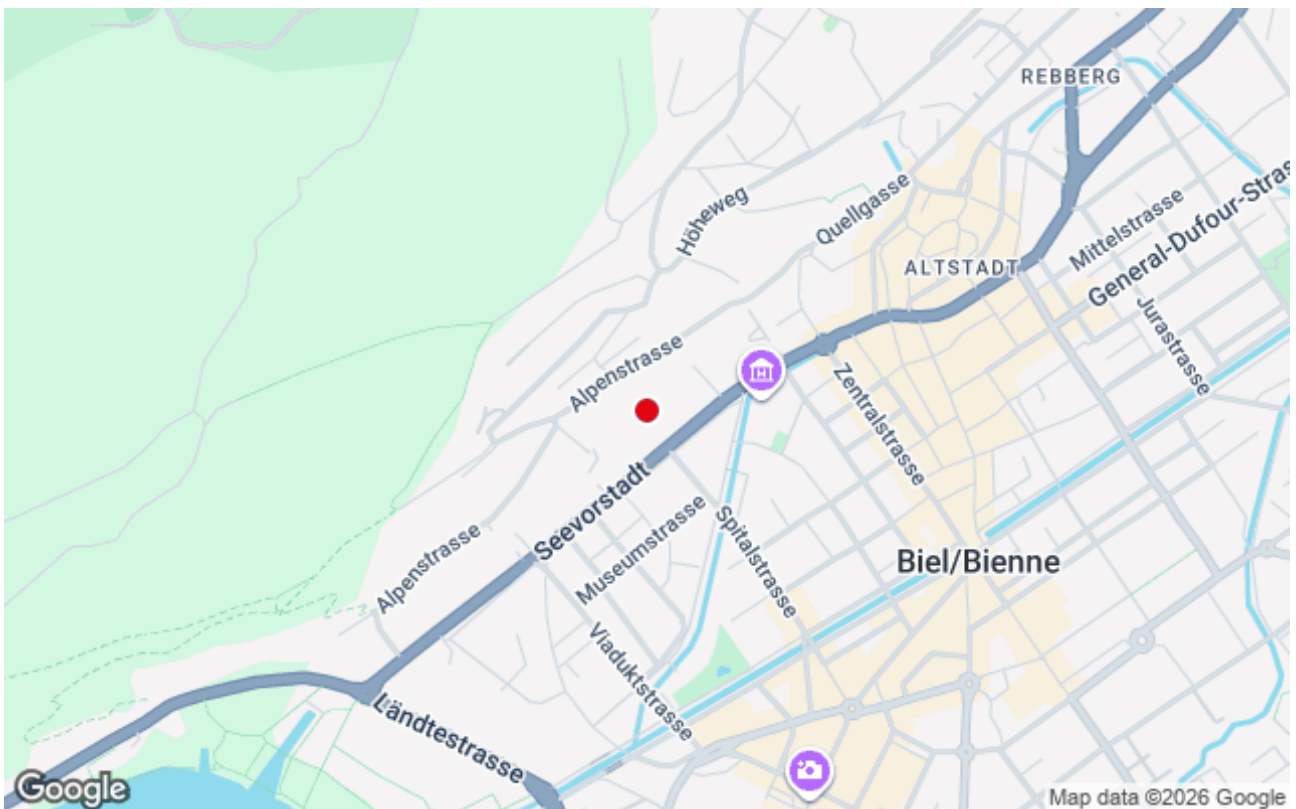 REBBERG
Höheweg
Quellgasse
Mittelstrasse
ALTSTADT
General-Dufour-Stras
Jurastrasse
Alpenstrasse
Zentralstrasse
Seevorstadt
Museumstrasse
Spitalstrasse
Biel/Bienne
Alpenstrasse
Viaduktstrasse
Ländtestrasse
H
Google
Map data ©2026 Google